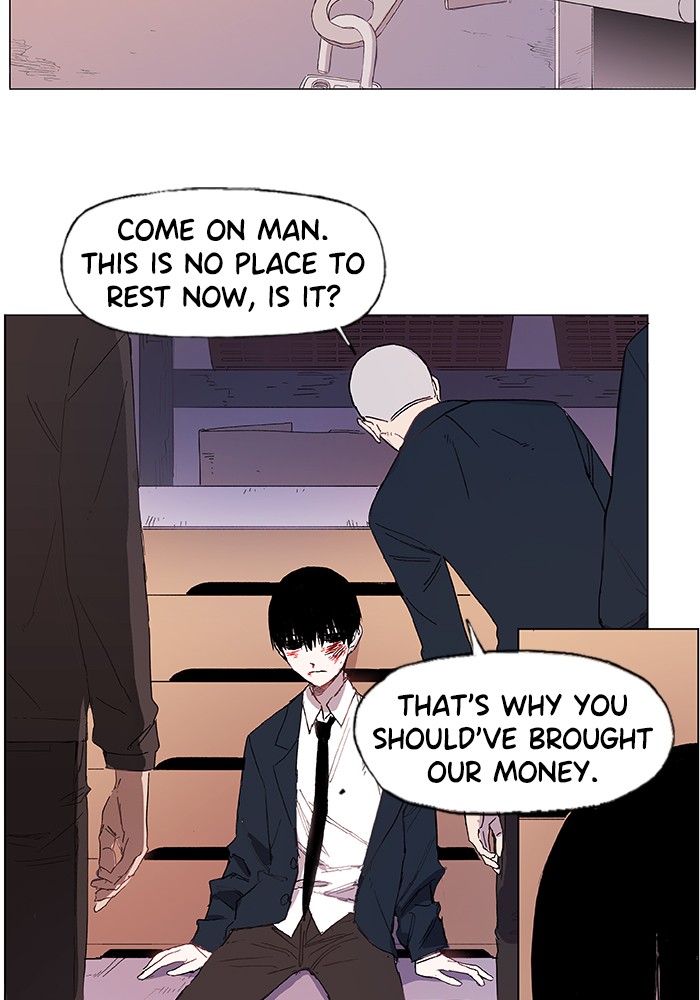 COME ON MAN.
THIS IS NO PLACE TO
REST NOW, IS IT?
THAT'S WHY YOU
SHOULD'VE BROUGHT
OUR MONEY.